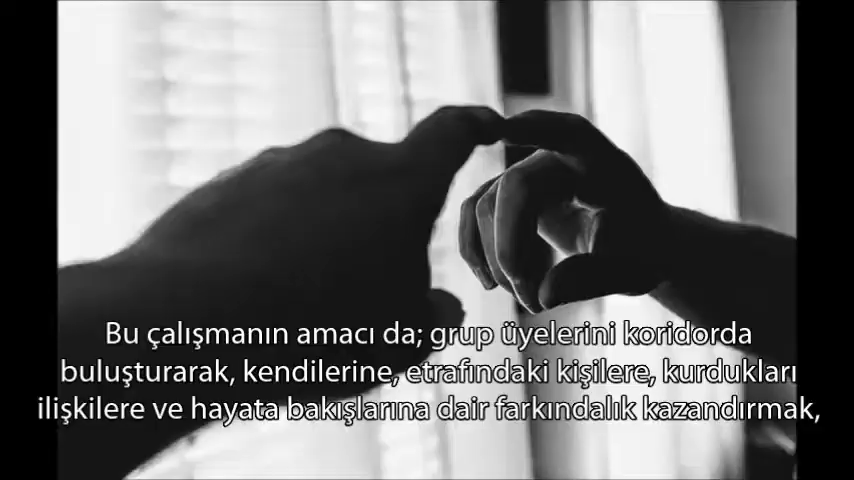 Bu çalışmanın amacı da; grup üyelerini koridorda
buluşturarak, kendilerine, etrafındaki kişilere, kurdukları
ilişkilere ve hayata bakışlarına dair farkındalık kazandırmak,